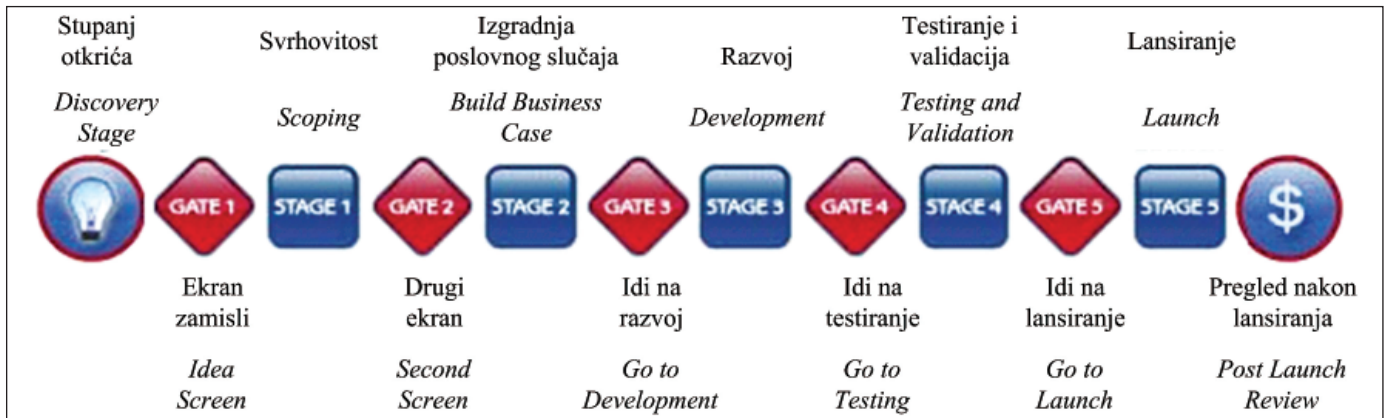 Stupanj
otkrića
Svrhovitost
Izgradnja
poslovnog slučaja
Razvoj
Testiranje i
validacija
Lansiranje
Discovery
Stage
Scoping
Build Business
Case
Development
Testing and
Validation
Launch
GATE 1
STAGE 1
GATE 2
STAGE 2
GATE 3
STAGE 3
GATE 4
STAGE 4
GATE 5
STAGE 5
$
Ekran
zamisli
Drugi
ekran
Idi na
razvoj
Idi na
testiranje
Idi na
lansiranje
Pregled nakon
lansiranja
Idea
Screen
Second
Screen
Go to
Development
Go to
Testing
Go to
Launch
Post Launch
Review